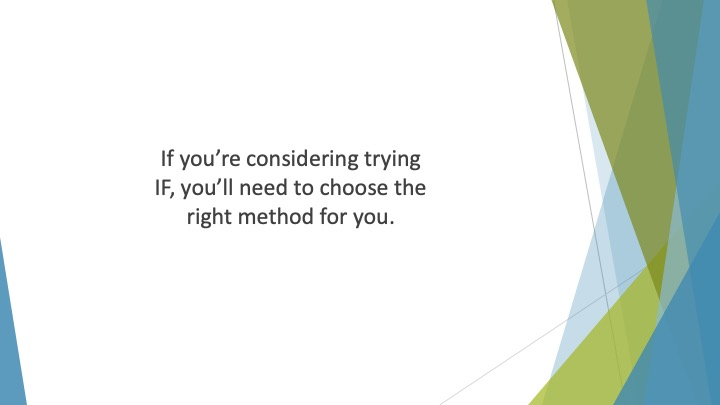 If you’re considering trying
IF, you’ll need to choose the
right method for you.